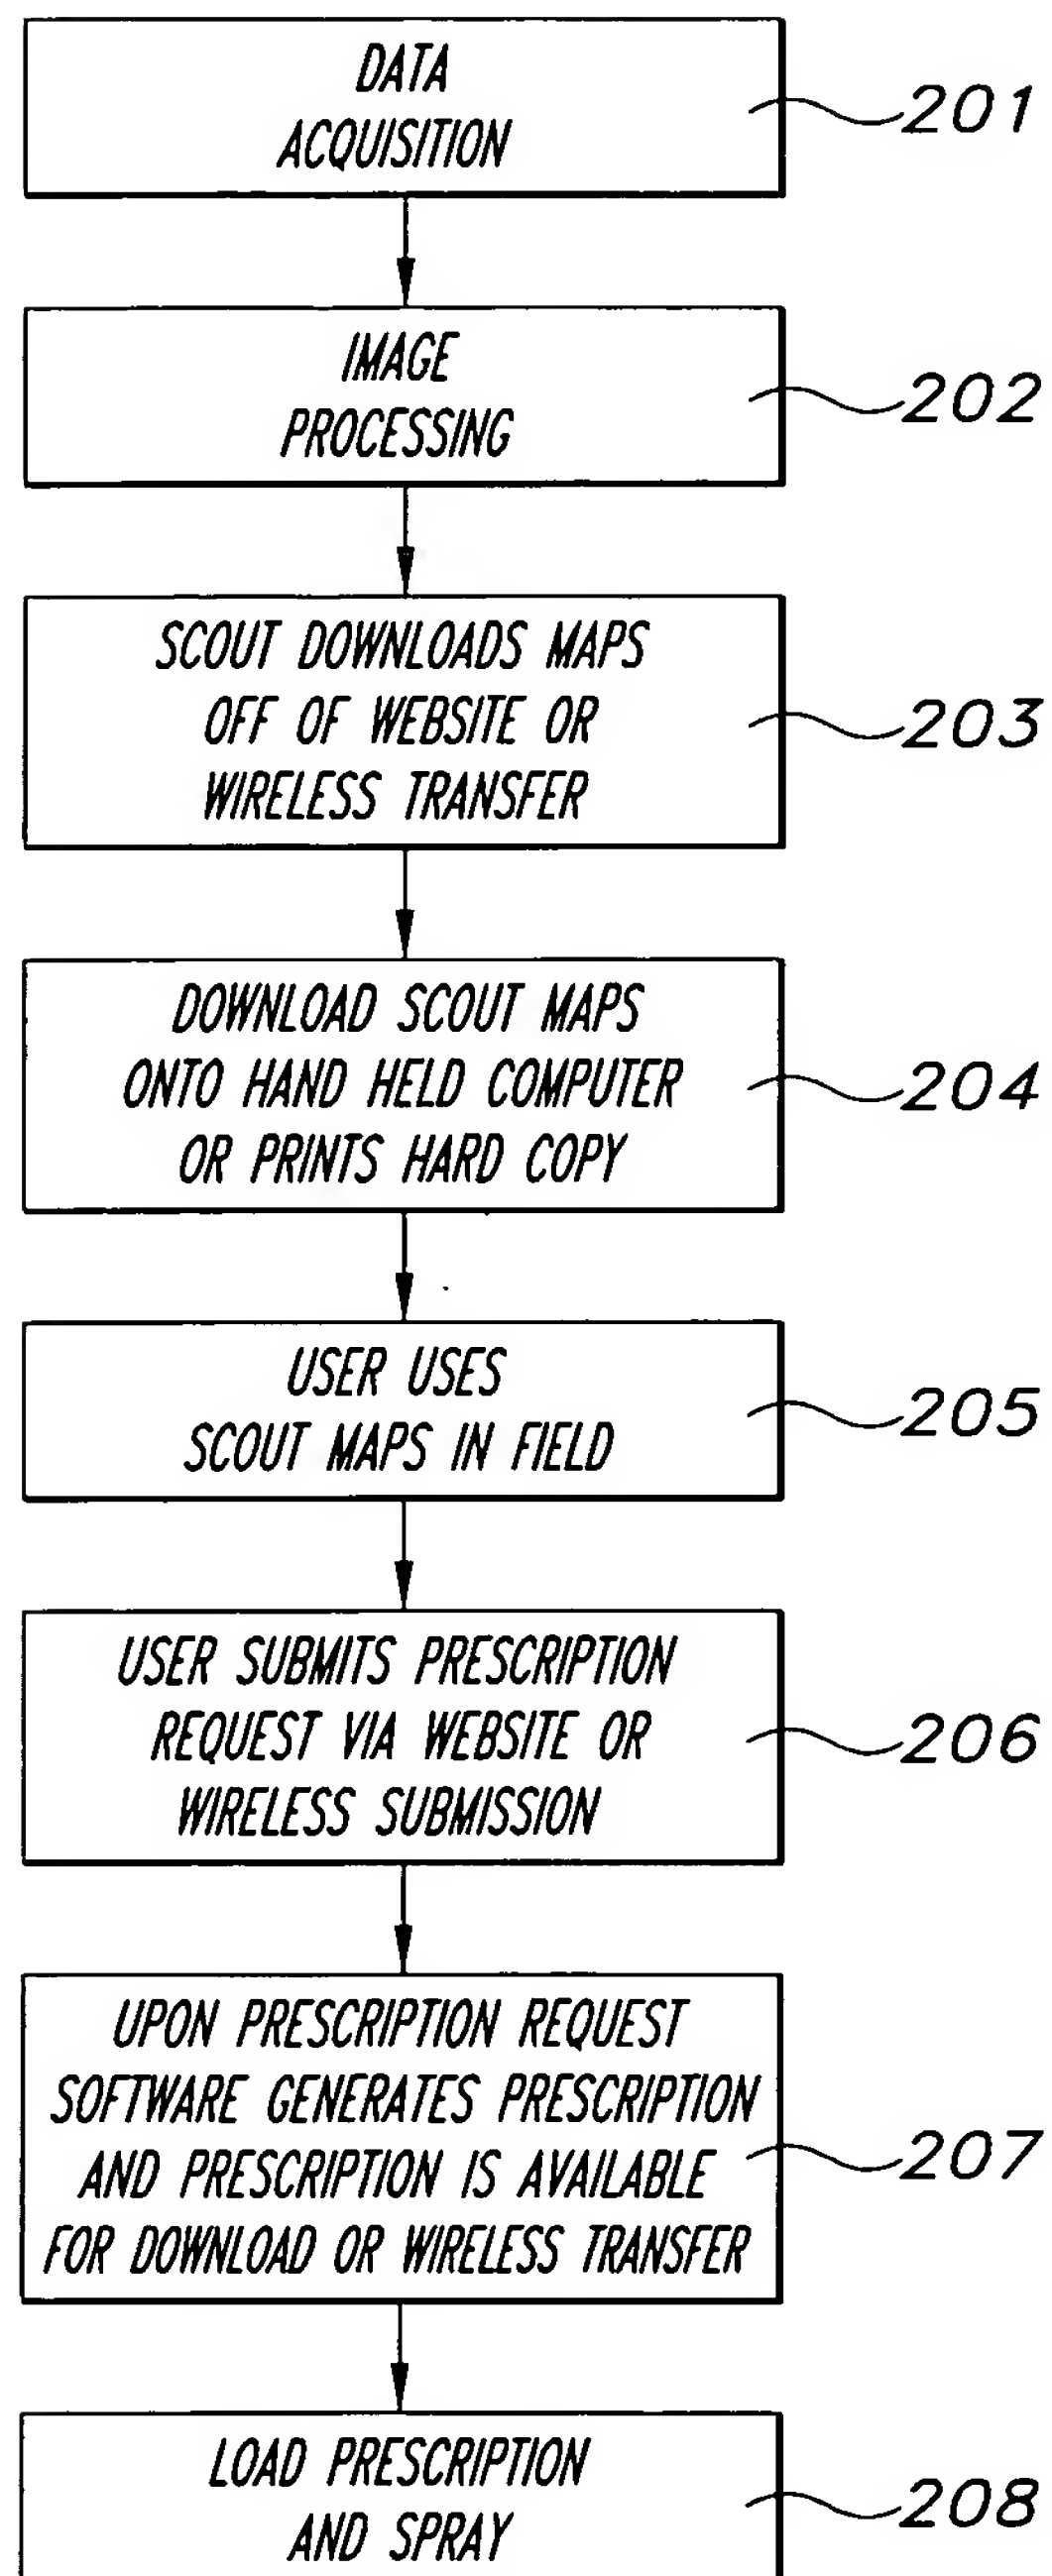 DATA
ACQUISITION
201
IMAGE
PROCESSING
202
SCOUT DOWNLOADS MAPS
OFF OF WEBSITE OR
WIRELESS TRANSFER
203
DOWNLOAD SCOUT MAPS
ONTO HAND HELD COMPUTER
OR PRINTS HARD COPY
204
USER USES
SCOUT MAPS IN FIELD
205
USER SUBMITS PRESCRIPTION
REQUEST VIA WEBSITE OR
WIRELESS SUBMISSION
206
UPON PRESCRIPTION REQUEST
SOFTWARE GENERATES PRESCRIPTION
AND PRESCRIPTION IS AVAILABLE
FOR DOWNLOAD OR WIRELESS TRANSFER
207
LOAD PRESCRIPTION
AND SPRAY
208